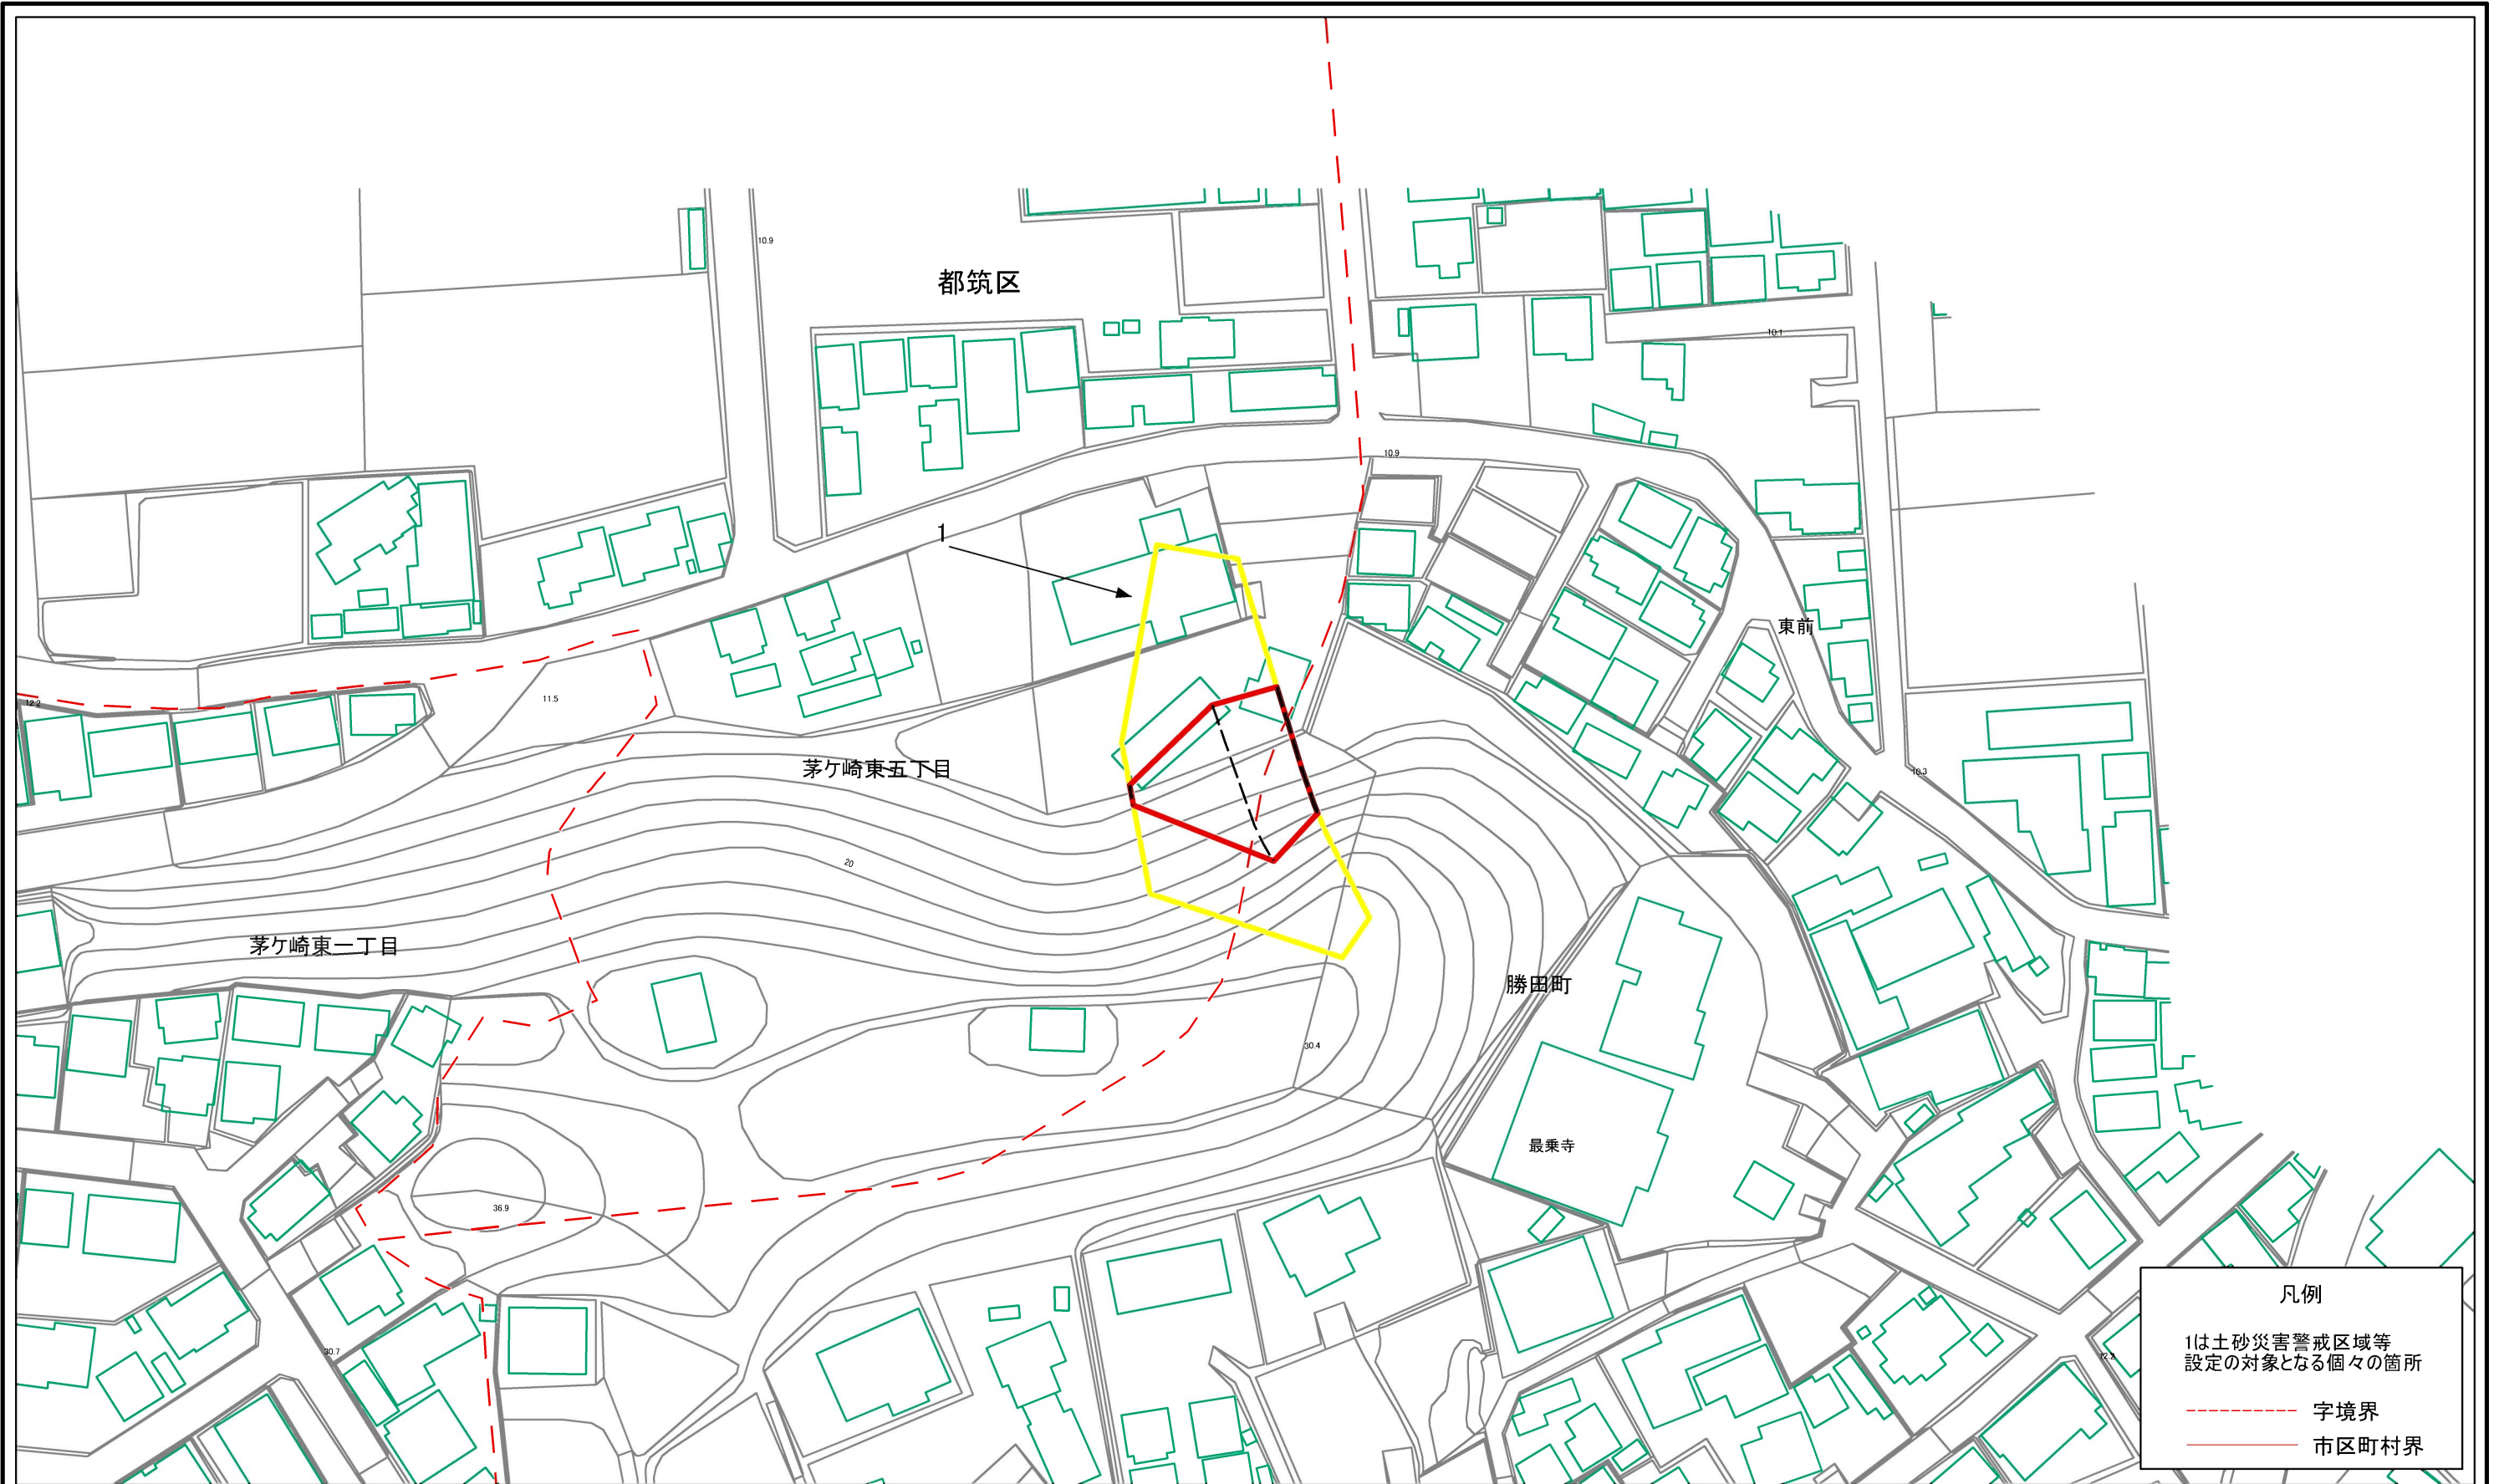 10.9
都筑区
10.1
10.9
1
東前
11.5
12.2
茅ケ崎東五丁目
10.3
20
茅ケ崎東一丁目
勝田町
30.4
最乗寺
36.9
30.7
12.2
凡例
1は土砂災害警戒区域等
設定の対象となる個々の箇所
字境界
市区町村界